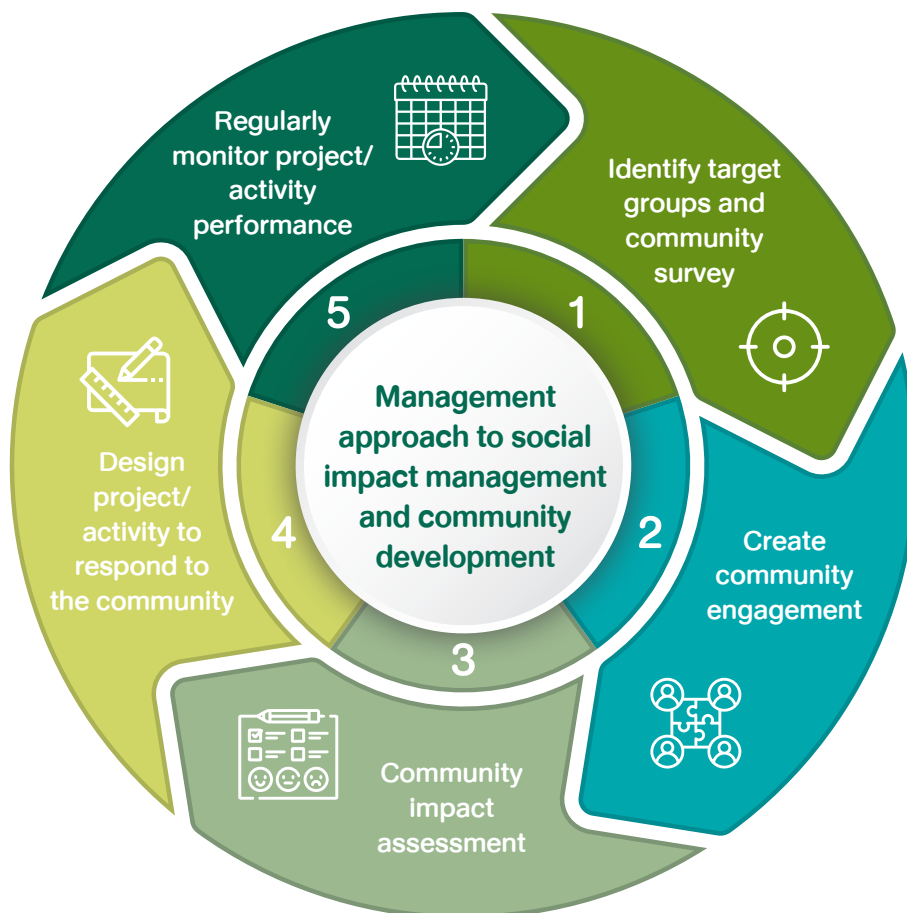 Management
approach to social
impact management
and community
development
1
Identify target
groups and
community
survey
2
Create
community
engagement
3
Community
impact
assessment
4
Design
project/
activity to
respond to
the community
5
Regularly
monitor project/
activity
performance